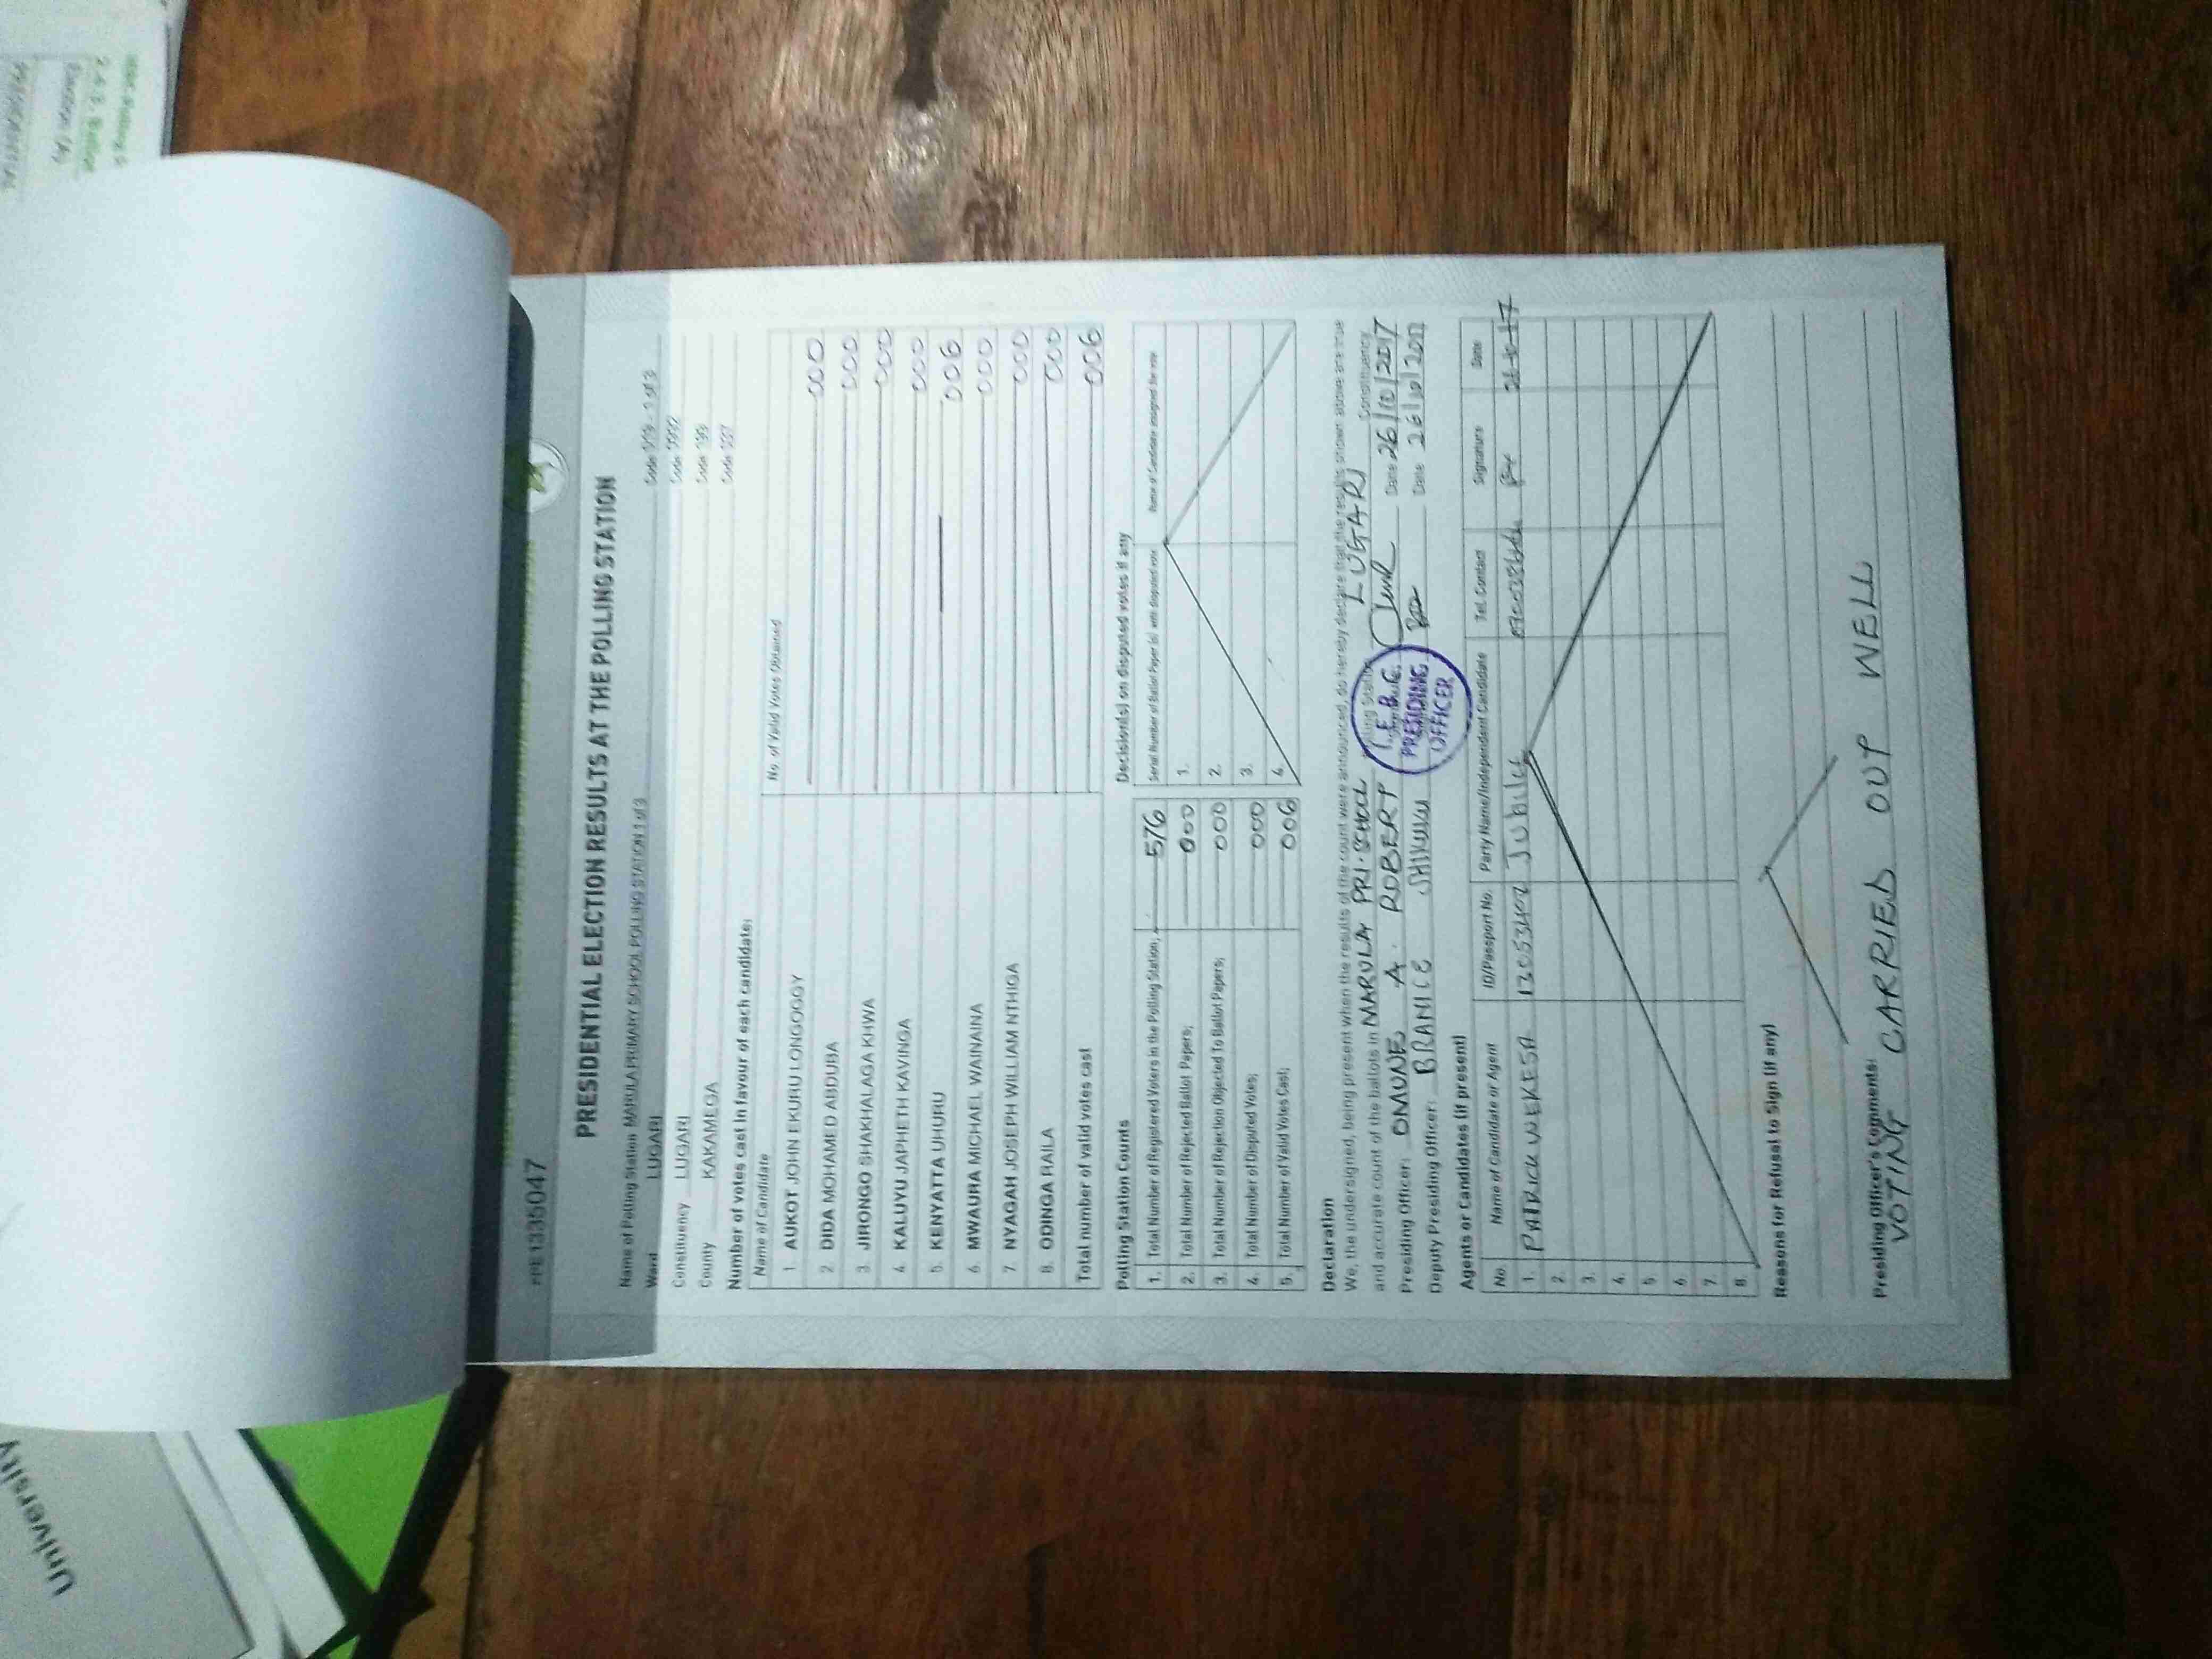 University
PRE1335047
PRESIDENTIAL ELECTION RESULTS AT THE POLLING STATION
Name of Polling Station MARULA PRIMARY SCHOOL POLLING STATION 1 of 3 1 of 3
Ward LUGARI Code
Constituency LUGARI Code
County KAKAMEGA Code
Number of votes cast in favour of each candidate:
Name of Candidate No. of Valid Votes Obtained
1. AUKOT JOHN EKURU LONGOGGY 000
2. DIDA MOHAMED ABDUBA 000
3. JIRONGO SHAKHALAGA KHWA 000
4. KALUYU JAPHETH KAVINGA 000
5. KENYATTA UHURU 006
6. MWAURA MICHAEL WAINAINA 000
7. NYAGAH JOSEPH WILLIAM NTHIGA 000
8. ODINGA RAILA 000
Total number of valid votes cast 006
Polling Station Counts
1. Total Number of Registered Voters in the Polling Station; 576
2. Total Number of Rejected Ballot Papers; 000
3. Total Number of Rejection Objected To Ballot Papers; 000
4. Total Number of Disputed Votes; 000
5. Total Number of Valid Votes Cast; 006
Decision(s) on disputed votes if any
Serial Number of Ballot Paper (s) with disputed vote Name of Candidate assigned the vote
1.
2.
3.
4.
Declaration
We, the undersigned, being present when the results of the count were announced, do hereby declare that the results shown above are true
and accurate count of the ballots in MARULA PRI. SCHOOL Polling Station LUGARI Constituency
Presiding Officer: OMUNE A. ROBERT Date 26/10/2017
Deputy Presiding Officer: BRANICE SHIKUKU Date 26/10/2017
I.E.B.C.
PRESIDING
OFFICER
Agents or Candidates (if present)
No. Name of Candidate or Agent ID/Passport No. Party Name/Independent Candidate Tel. Contact Signature Date
1. PATRICK WEKESA Jubilee
2.
3.
4.
5.
6.
7.
8.
Reasons for Refusal to Sign (if any)
Presiding Officer's Comments:
VOTING CARRIED OUT WELL